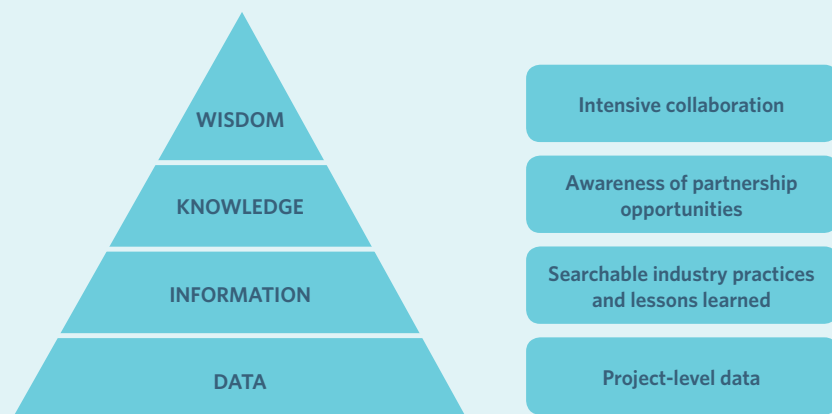 WISDOM
Intensive collaboration
KNOWLEDGE
Awareness of partnership
opportunities
INFORMATION
Searchable industry practices
and lessons learned
DATA
Project-level data